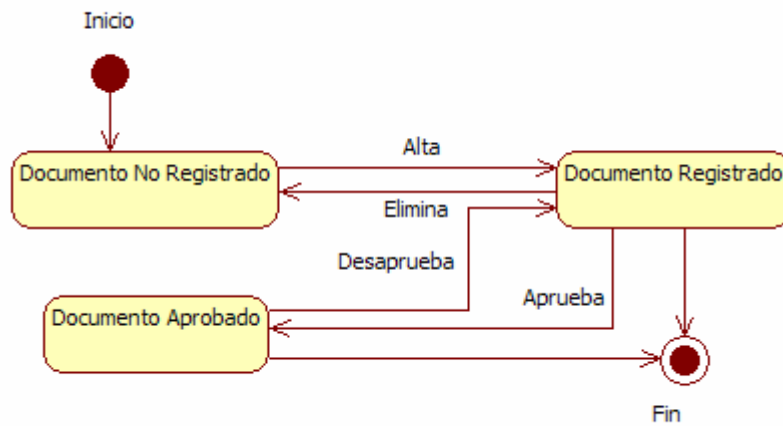 Inicio
Alta
Documento No Registrado
Documento Registrado
Elimina
Desaprueba
Aprueba
Documento Aprobado
Fin